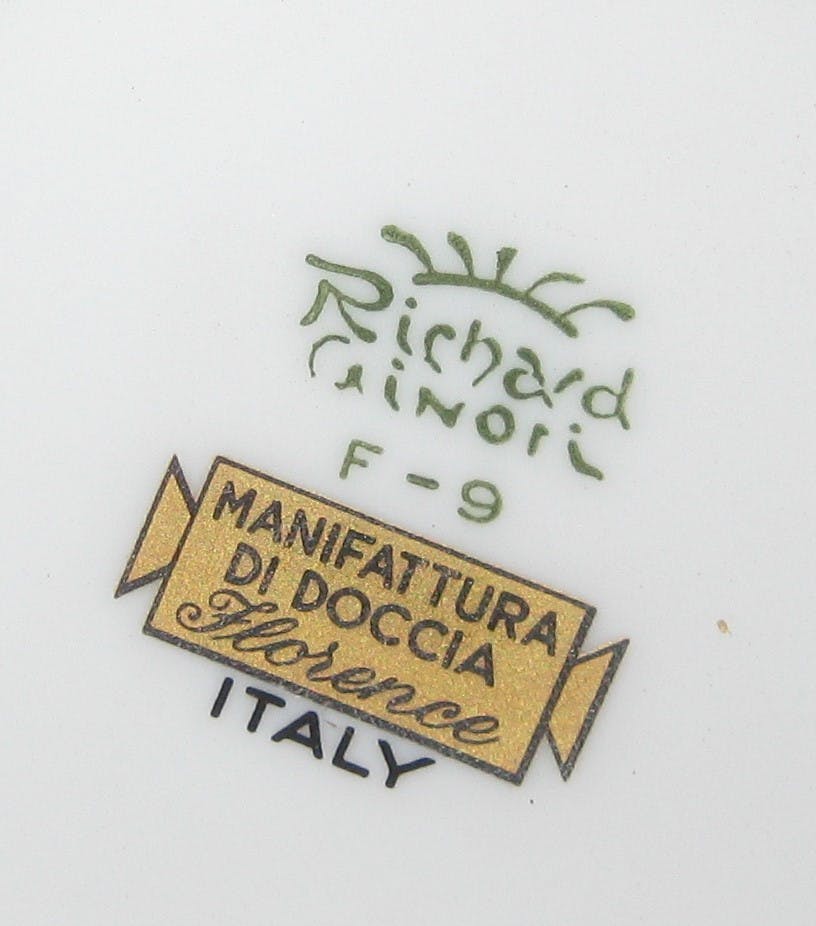 Richard
Ginori
F - 9
MANIFATTURA
DI DOCCIA
Florence
ITALY